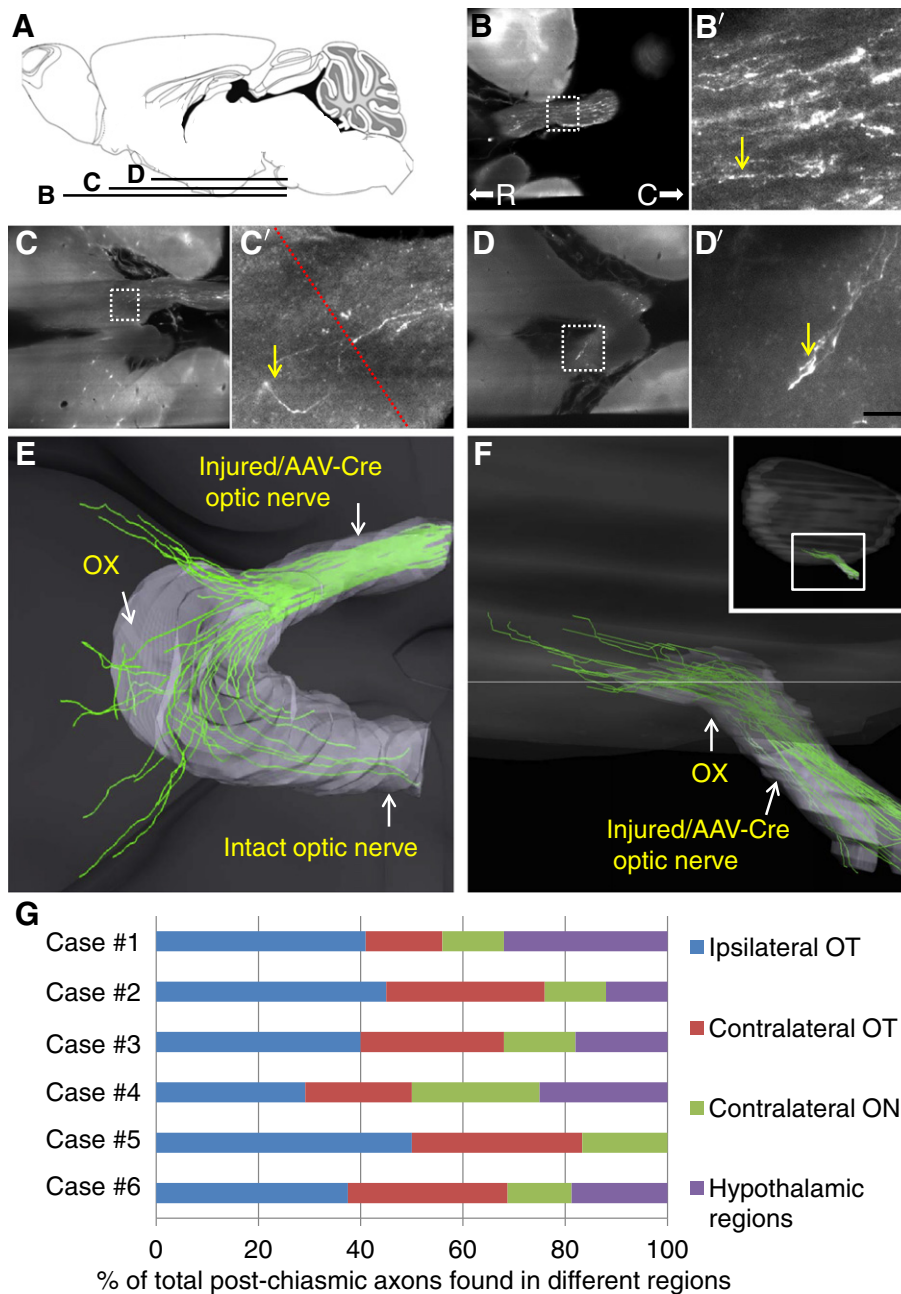 A
B
C
D
B
B′
R
C
C
C′
D
D′
E
Injured/AAV-Cre
optic nerve
OX
Intact optic nerve
F
OX
Injured/AAV-Cre
optic nerve
G
Case #1
Case #2
Case #3
Case #4
Case #5
Case #6
Ipsilateral OT
Contralateral OT
Contralateral ON
Hypothalamic
regions
0 20 40 60 80 100
% of total post-chiasmic axons found in different regions